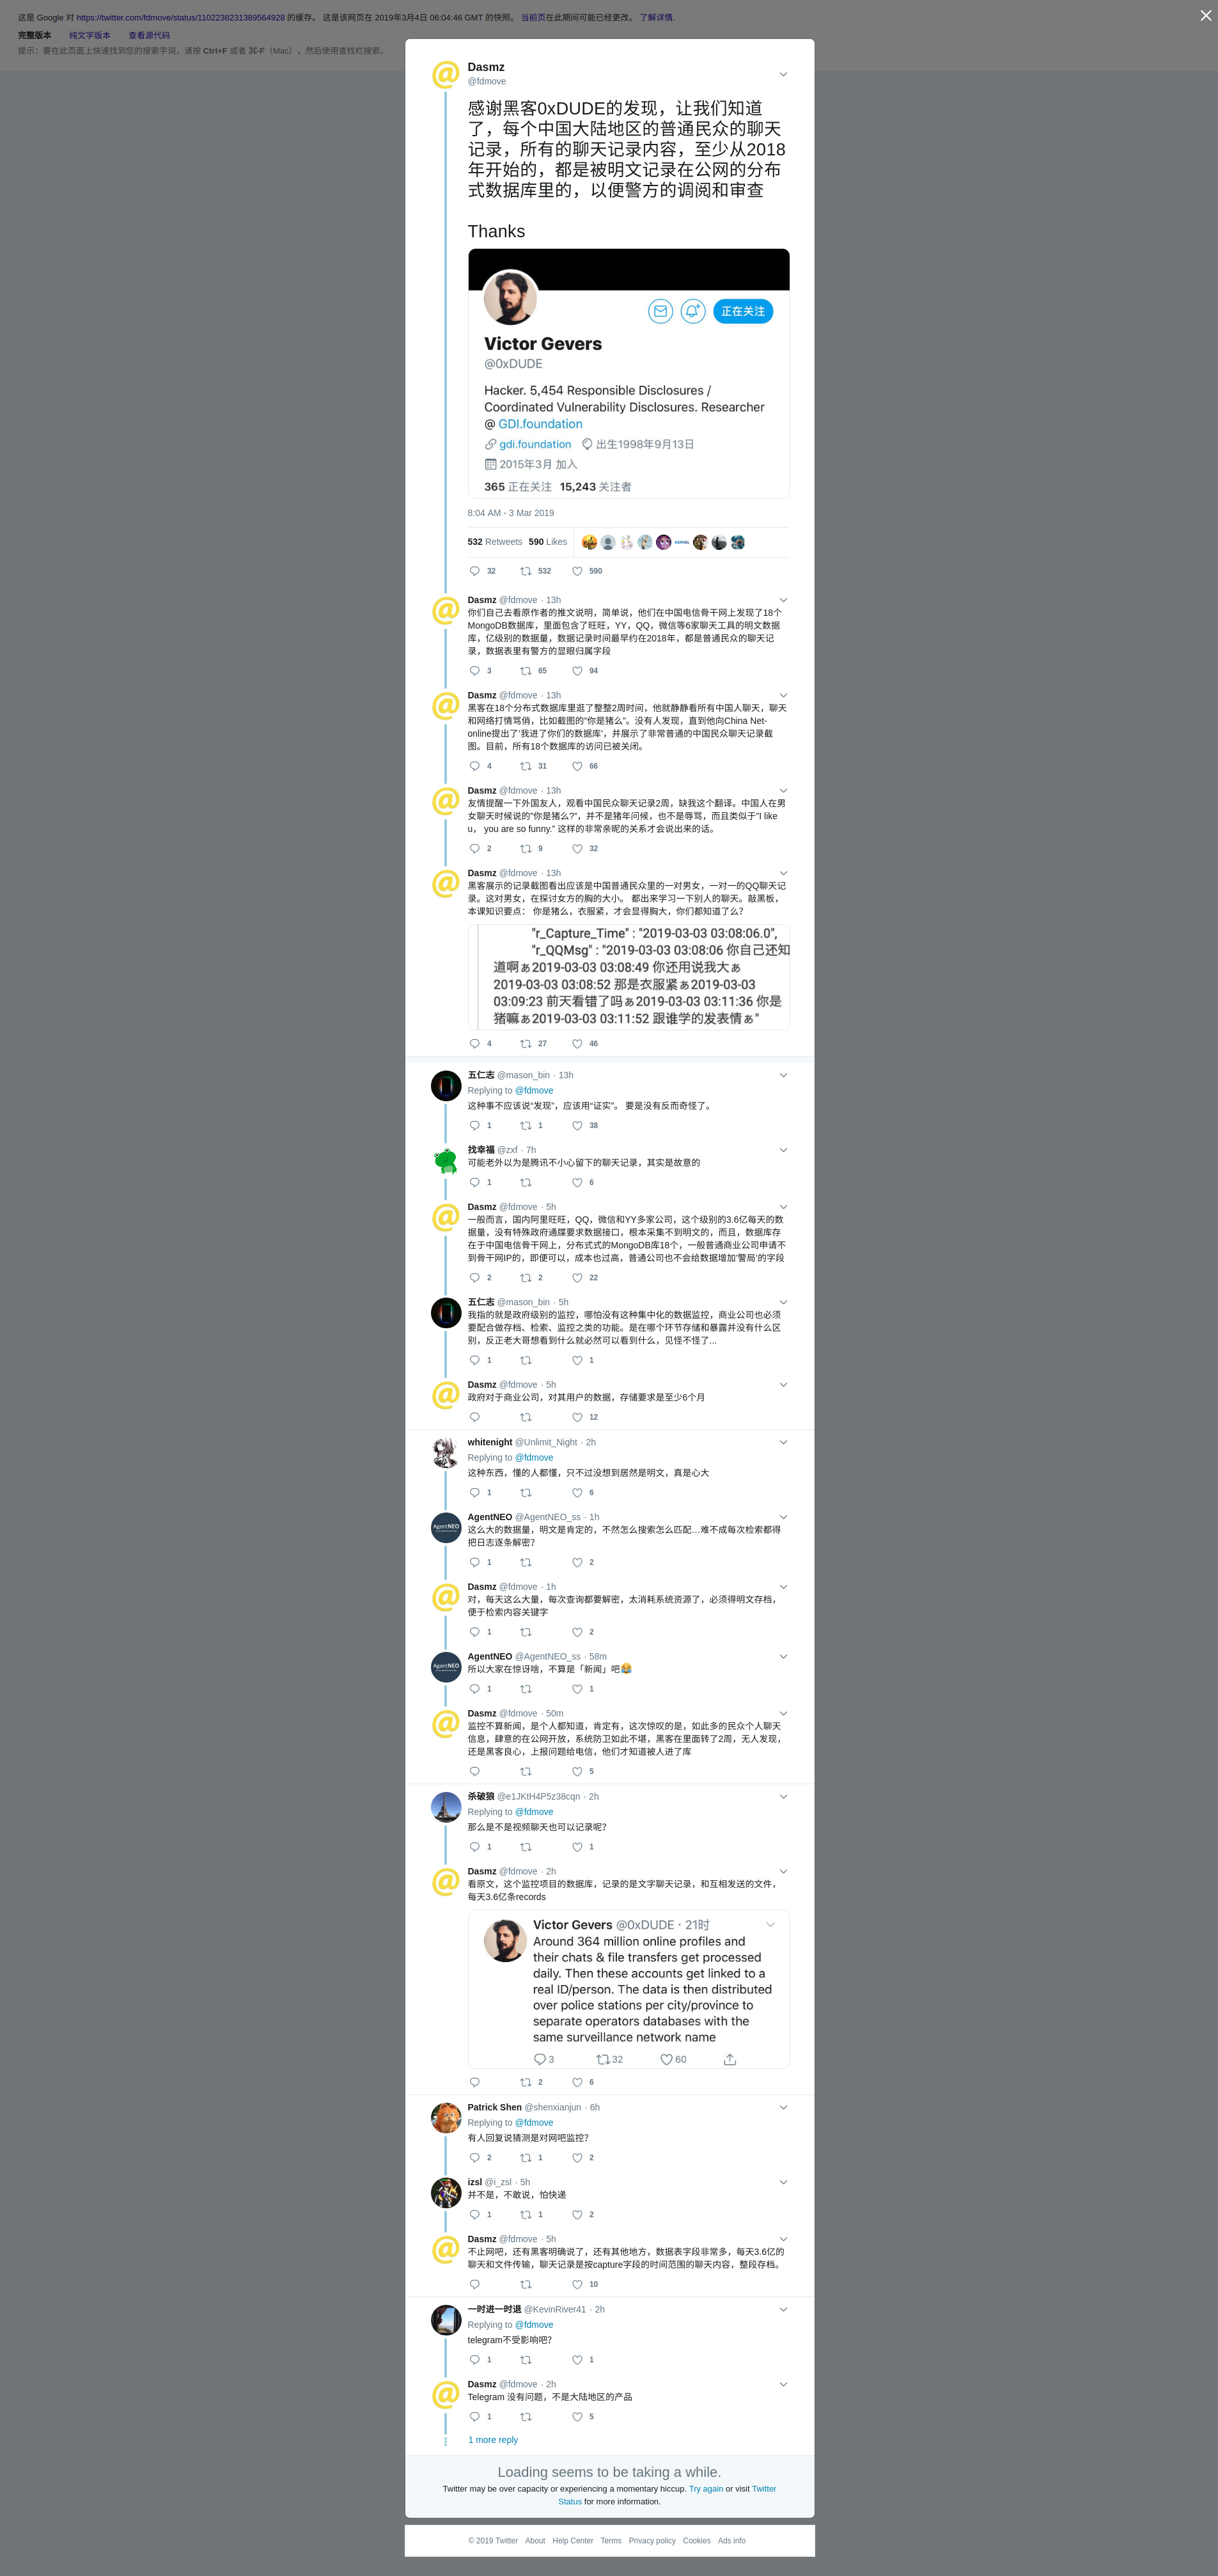 这是 Google 对 https://twitter.com/fdmove/status/1102238231389564928 的缓存。 这是该网页在 2019年3月4日 06:04:46 GMT 的快照。 当前页在此期间可能已经更改。 了解详情.
完整版本 纯文字版本 查看源代码
提示：要在此页面上快速找到您的搜索字词，请按 Ctrl+F 或者 ⌘-F（Mac），然后使用查找栏搜索。
Dasmz
@fdmove
感谢黑客0xDUDE的发现，让我们知道
了，每个中国大陆地区的普通民众的聊天
记录，所有的聊天记录内容，至少从2018
年开始的，都是被明文记录在公网的分布
式数据库里的，以便警方的调阅和审查
Thanks
正在关注
Victor Gevers
@0xDUDE
Hacker. 5,454 Responsible Disclosures /
Coordinated Vulnerability Disclosures. Researcher
@ GDI.foundation
gdi.foundation 出生1998年9月13日
2015年3月 加入
365 正在关注 15,243 关注者
8:04 AM - 3 Mar 2019
532 Retweets 590 Likes
32 532 590
Dasmz @fdmove · 13h
你们自己去看原作者的推文说明，简单说，他们在中国电信骨干网上发现了18个
MongoDB数据库，里面包含了旺旺，YY，QQ，微信等6家聊天工具的明文数据
库，亿级别的数据量，数据记录时间最早约在2018年，都是普通民众的聊天记
录，数据表里有警方的显眼归属字段
3 65 94
Dasmz @fdmove · 13h
黑客在18个分布式数据库里逛了整整2周时间，他就静静看所有中国人聊天，聊天
和网络打情骂俏，比如截图的"你是猪么"。没有人发现，直到他向China Net-
online提出了'我进了你们的数据库'，并展示了非常普通的中国民众聊天记录截
图。目前，所有18个数据库的访问已被关闭。
4 31 66
Dasmz @fdmove · 13h
友情提醒一下外国友人，观看中国民众聊天记录2周，缺我这个翻译。中国人在男
女聊天时候说的"你是猪么?"，并不是猪年问候，也不是辱骂，而且类似于"I like
u， you are so funny." 这样的非常亲昵的关系才会说出来的话。
2 9 32
Dasmz @fdmove · 13h
黑客展示的记录截图看出应该是中国普通民众里的一对男女，一对一的QQ聊天记
录。这对男女，在探讨女方的胸的大小。 都出来学习一下别人的聊天。敲黑板，
本课知识要点： 你是猪么，衣服紧，才会显得胸大，你们都知道了么？
"r_Capture_Time" : "2019-03-03 03:08:06.0",
"r_QQMsg" : "2019-03-03 03:08:06 你自己还知
道啊ぁ2019-03-03 03:08:49 你还用说我大ぁ
2019-03-03 03:08:52 那是衣服紧ぁ2019-03-03
03:09:23 前天看错了吗ぁ2019-03-03 03:11:36 你是
猪嘛ぁ2019-03-03 03:11:52 跟谁学的发表情ぁ"
4 27 46
五仁志 @mason_bin · 13h
Replying to @fdmove
这种事不应该说“发现”，应该用“证实”。 要是没有反而奇怪了。
1 1 38
找幸福 @zxf · 7h
可能老外以为是腾讯不小心留下的聊天记录，其实是故意的
1 6
Dasmz @fdmove · 5h
一般而言，国内阿里旺旺，QQ，微信和YY多家公司，这个级别的3.6亿每天的数
据量，没有特殊政府通牒要求数据接口，根本采集不到明文的，而且，数据库存
在于中国电信骨干网上，分布式式的MongoDB库18个，一般普通商业公司申请不
到骨干网IP的，即便可以，成本也过高，普通公司也不会给数据增加'警局'的字段
2 2 22
五仁志 @mason_bin · 5h
我指的就是政府级别的监控，哪怕没有这种集中化的数据监控，商业公司也必须
要配合做存档、检索、监控之类的功能。是在哪个环节存储和暴露并没有什么区
别，反正老大哥想看到什么就必然可以看到什么，见怪不怪了...
1 1
Dasmz @fdmove · 5h
政府对于商业公司，对其用户的数据，存储要求是至少6个月
12
whitenight @Unlimit_Night · 2h
Replying to @fdmove
这种东西，懂的人都懂，只不过没想到居然是明文，真是心大
1 6
AgentNEO @AgentNEO_ss · 1h
这么大的数据量，明文是肯定的，不然怎么搜索怎么匹配…难不成每次检索都得
把日志逐条解密？
1 2
Dasmz @fdmove · 1h
对，每天这么大量，每次查询都要解密，太消耗系统资源了，必须得明文存档，
便于检索内容关键字
1 2
AgentNEO @AgentNEO_ss · 58m
所以大家在惊讶啥，不算是「新闻」吧😂
1 1
Dasmz @fdmove · 50m
监控不算新闻，是个人都知道，肯定有，这次惊叹的是，如此多的民众个人聊天
信息，肆意的在公网开放，系统防卫如此不堪，黑客在里面转了2周，无人发现，
还是黑客良心，上报问题给电信，他们才知道被人进了库
5
杀破狼 @e1JKtH4P5z38cqn · 2h
Replying to @fdmove
那么是不是视频聊天也可以记录呢？
1 1
Dasmz @fdmove · 2h
看原文，这个监控项目的数据库，记录的是文字聊天记录，和互相发送的文件，
每天3.6亿条records
Victor Gevers @0xDUDE · 21时
Around 364 million online profiles and
their chats & file transfers get processed
daily. Then these accounts get linked to a
real ID/person. The data is then distributed
over police stations per city/province to
separate operators databases with the
same surveillance network name
3 32 60
2 6
Patrick Shen @shenxianjun · 6h
Replying to @fdmove
有人回复说猜测是对网吧监控？
2 1 2
izsl @i_zsl · 5h
并不是，不敢说，怕快递
1 1 2
Dasmz @fdmove · 5h
不止网吧，还有黑客明确说了，还有其他地方，数据表字段非常多，每天3.6亿的
聊天和文件传输，聊天记录是按capture字段的时间范围的聊天内容，整段存档。
10
一时进一时退 @KevinRiver41 · 2h
Replying to @fdmove
telegram不受影响吧？
1 1
Dasmz @fdmove · 2h
Telegram 没有问题，不是大陆地区的产品
1 5
1 more reply
Loading seems to be taking a while.
Twitter may be over capacity or experiencing a momentary hiccup. Try again or visit Twitter
Status for more information.
© 2019 Twitter About Help Center Terms Privacy policy Cookies Ads info